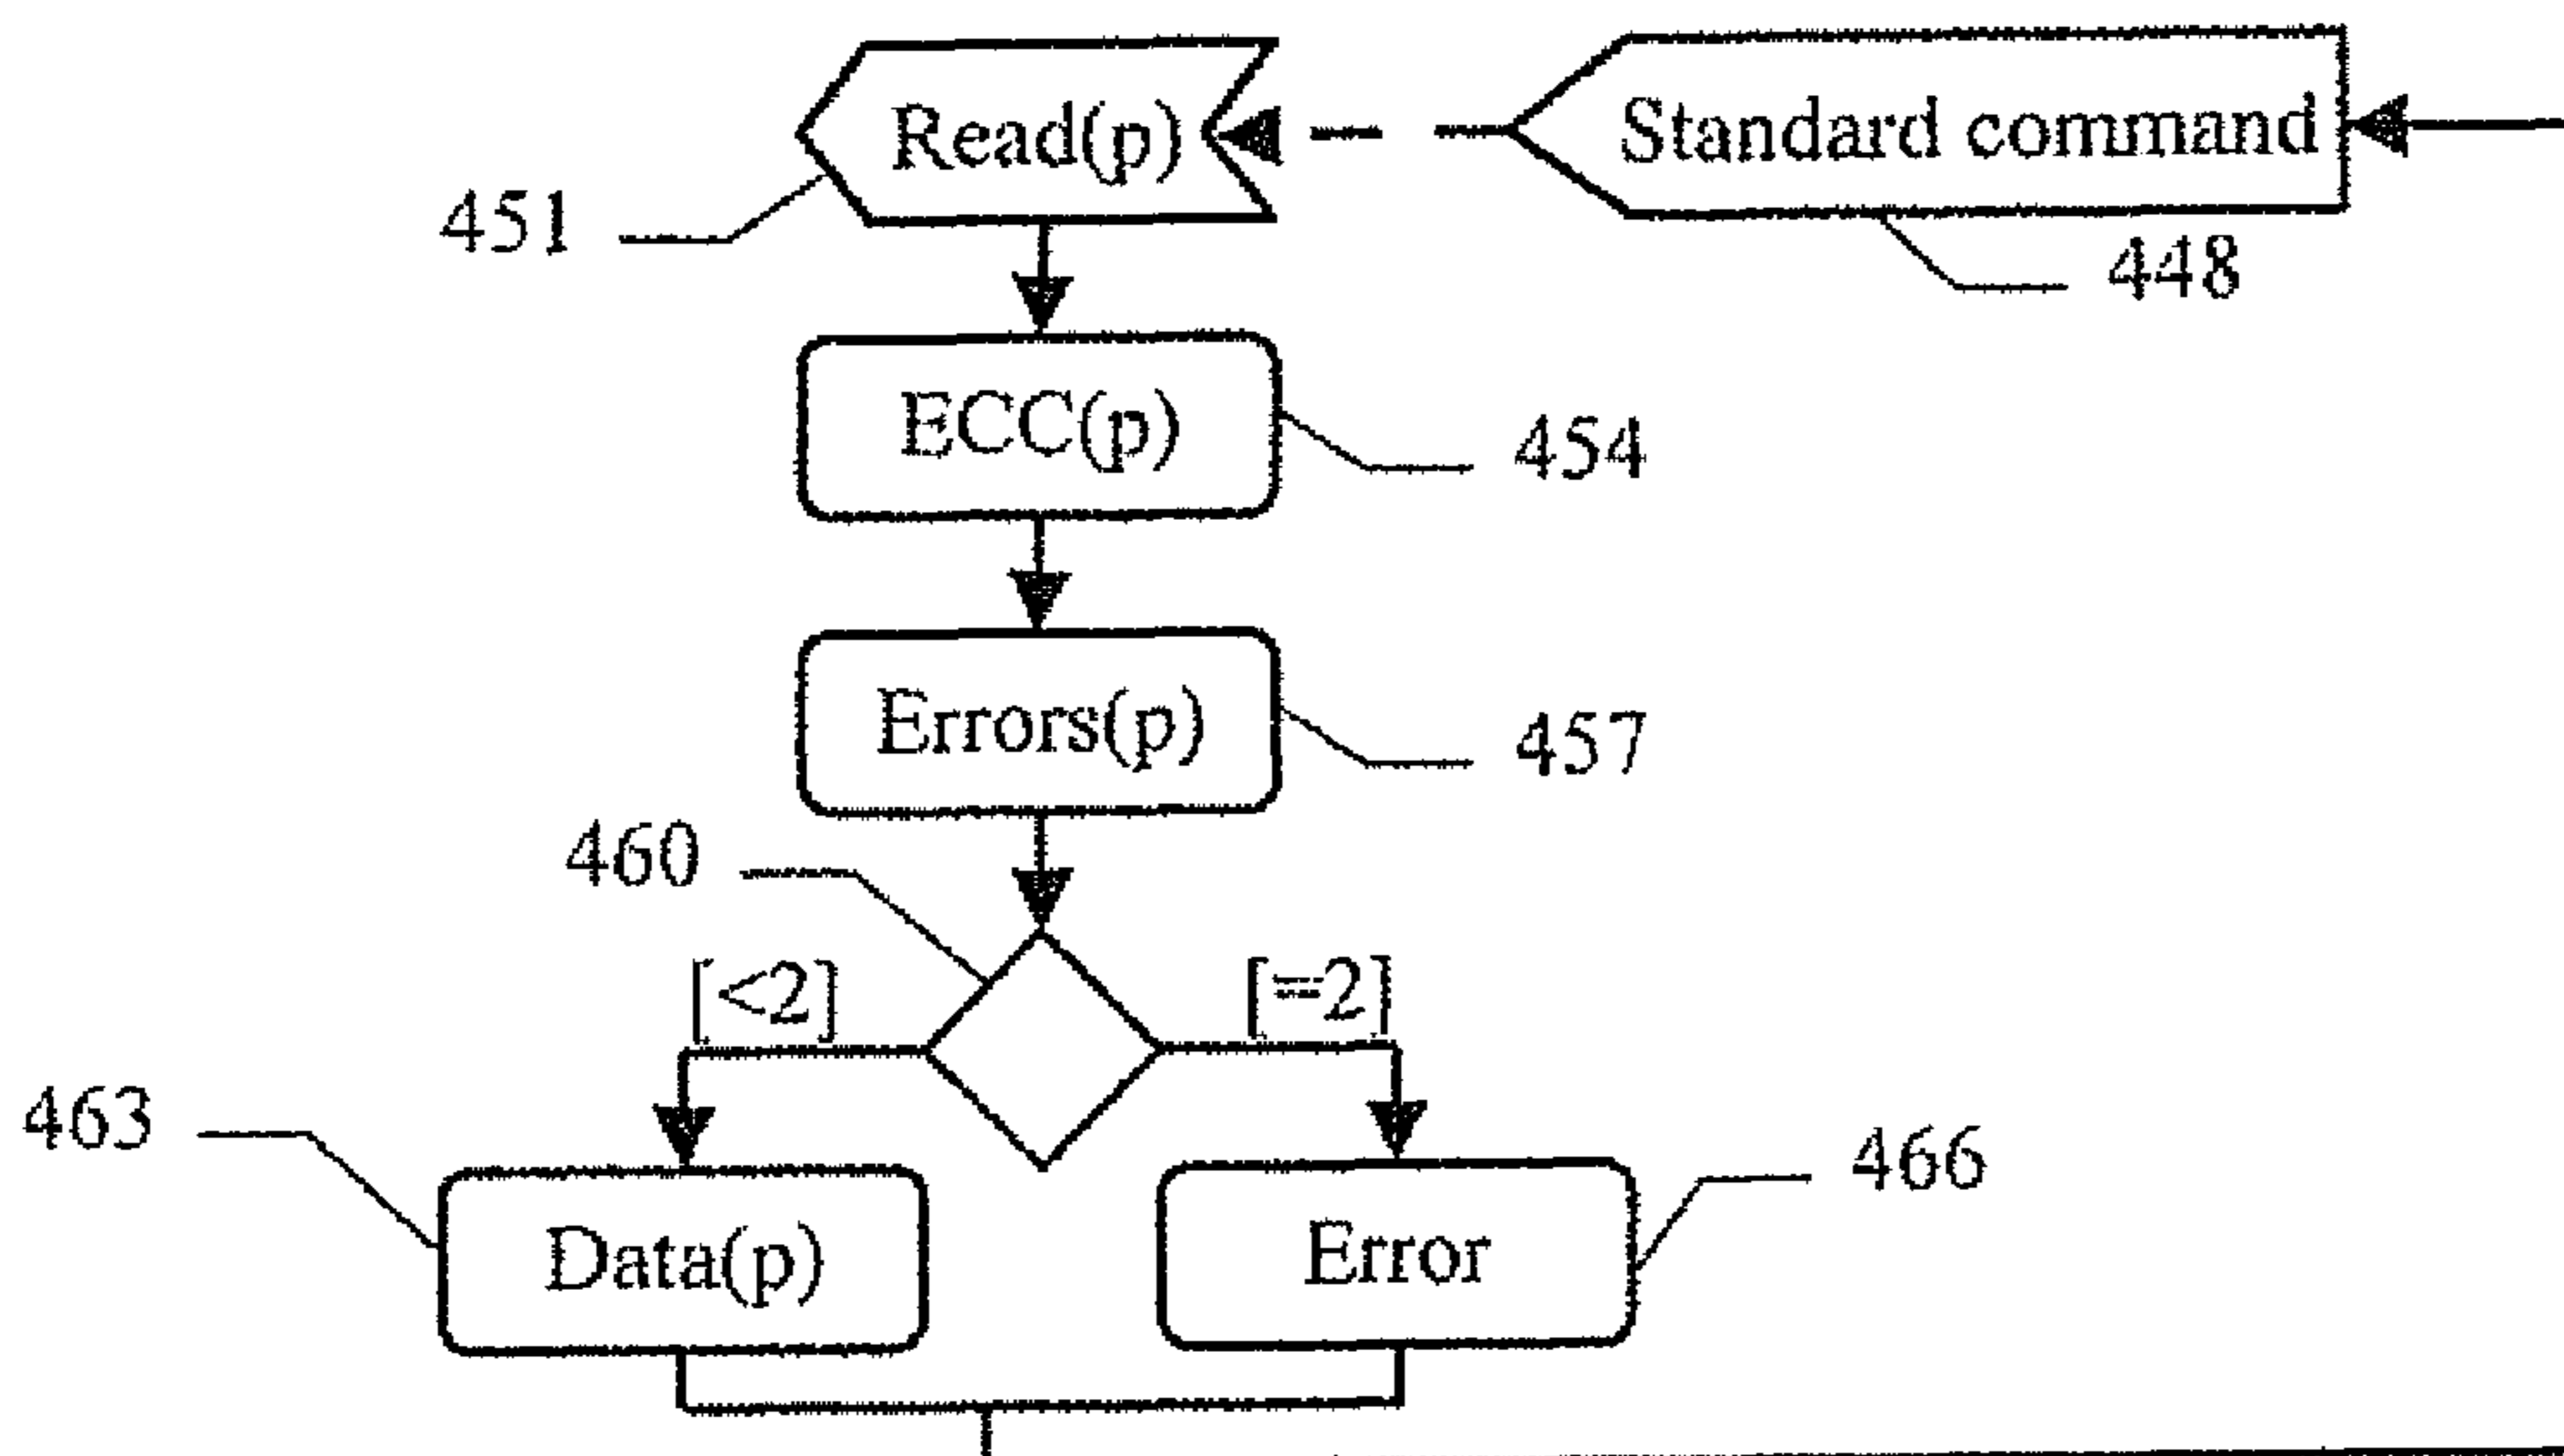 Read(p)
Standard command
451
448
ECC(p)
454
Errors(p)
457
460
[<2]
[=2]
463
466
Data(p)
Error